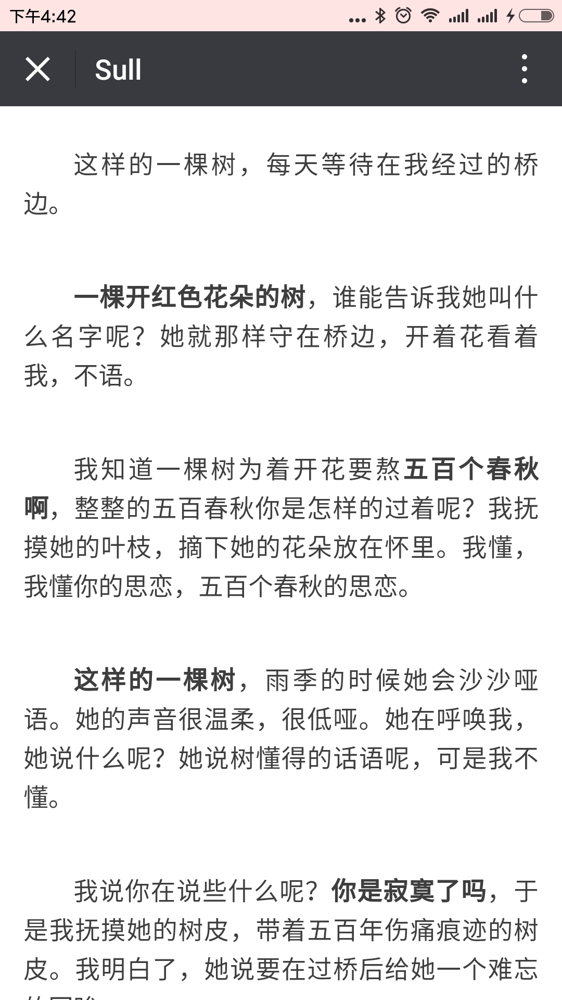 下午4:42
Sull
这样的一棵树，每天等待在我经过的桥
边。
一棵开红色花朵的树，谁能告诉我她叫什
么名字呢？她就那样守在桥边，开着花看着
我，不语。
我知道一棵树为着开花要熬五百个春秋
啊，整整的五百春秋你是怎样的过着呢？我抚
摸她的叶枝，摘下她的花朵放在怀里。我懂，
我懂你的思恋，五百个春秋的思恋。
这样的一棵树，雨季的时候她会沙沙哑
语。她的声音很温柔，很低哑。她在呼唤我，
她说什么呢？她说树懂得的话语呢，可是我不
懂。
我说你在说些什么呢？你是寂寞了吗，于
是我抚摸她的树皮，带着五百年伤痛痕迹的树
皮。我明白了，她说要在过桥后给她一个难忘